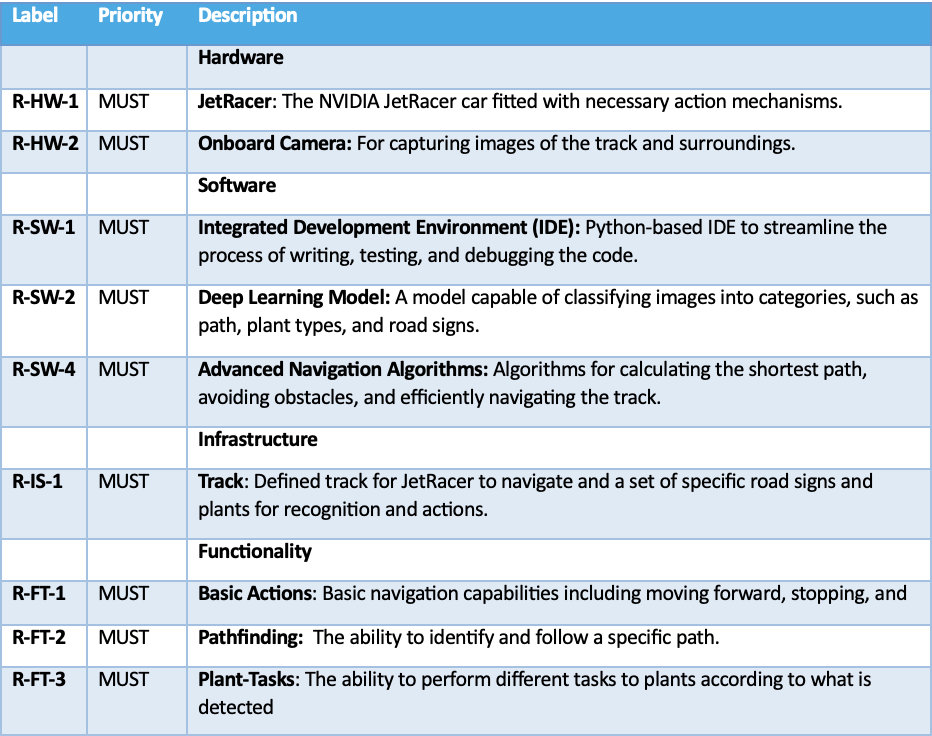 Label Priority Description
Hardware
R-HW-1 MUST JetRacer: The NVIDIA JetRacer car fitted with necessary action mechanisms.
R-HW-2 MUST Onboard Camera: For capturing images of the track and surroundings.
Software
R-SW-1 MUST Integrated Development Environment (IDE): Python-based IDE to streamline the
process of writing, testing, and debugging the code.
R-SW-2 MUST Deep Learning Model: A model capable of classifying images into categories, such as
path, plant types, and road signs.
R-SW-4 MUST Advanced Navigation Algorithms: Algorithms for calculating the shortest path,
avoiding obstacles, and efficiently navigating the track.
Infrastructure
R-IS-1 MUST Track: Defined track for JetRacer to navigate and a set of specific road signs and
plants for recognition and actions.
Functionality
R-FT-1 MUST Basic Actions: Basic navigation capabilities including moving forward, stopping, and
R-FT-2 MUST Pathfinding: The ability to identify and follow a specific path.
R-FT-3 MUST Plant-Tasks: The ability to perform different tasks to plants according to what is
detected